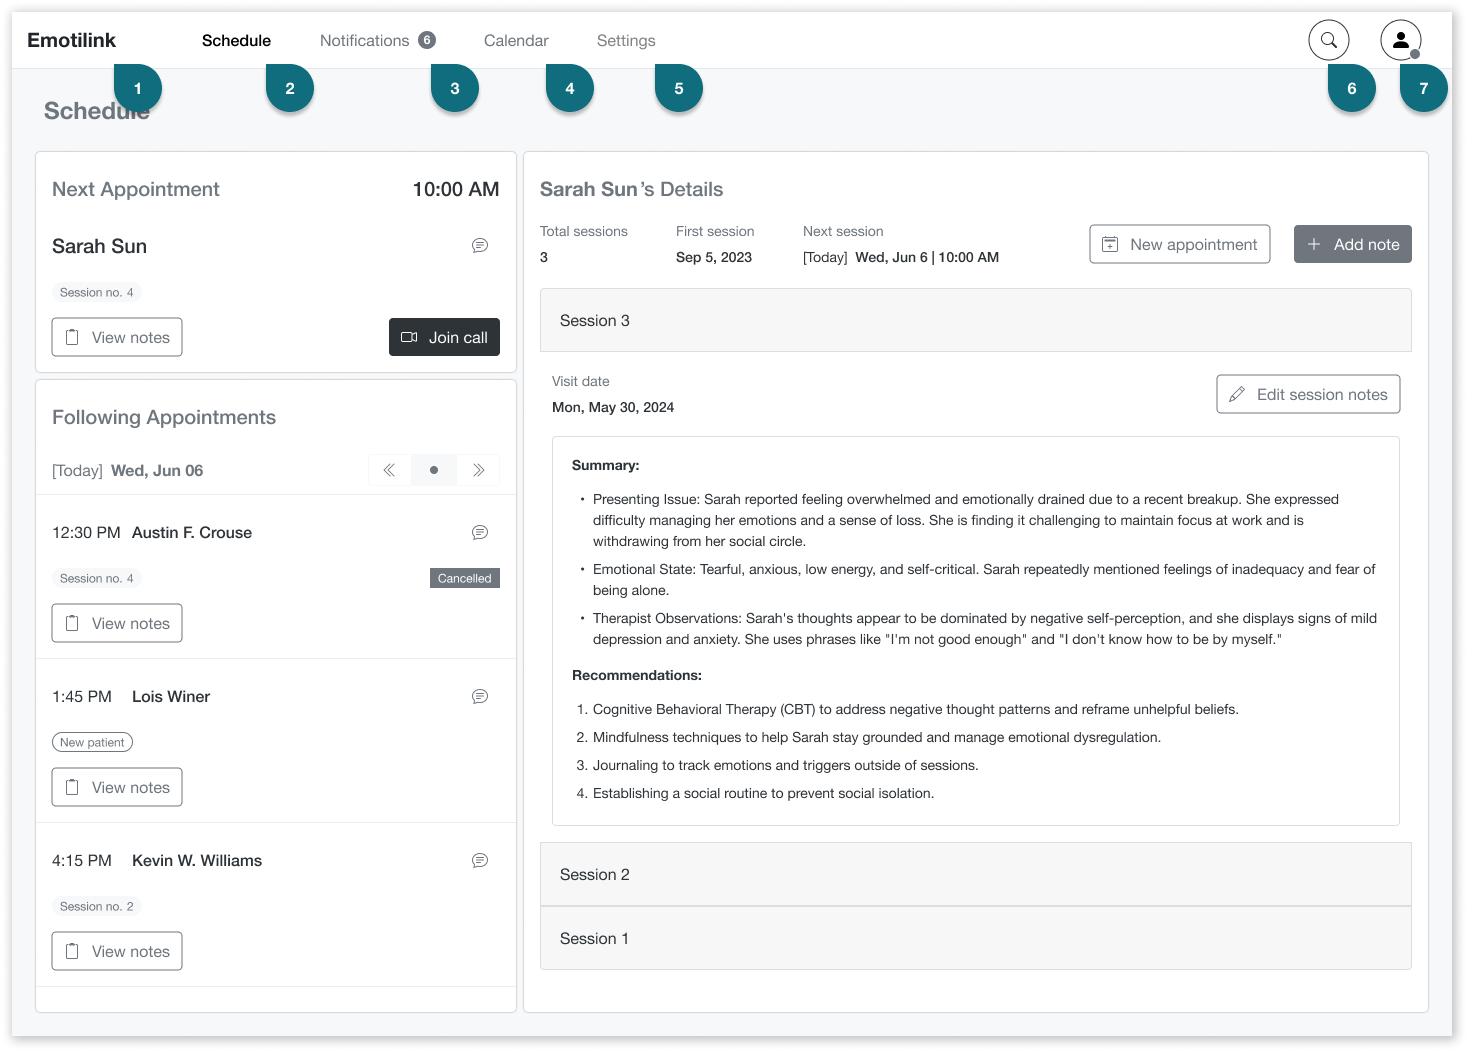 Emotilink
Schedule
Notifications 6
Calendar
Settings
1
2
3
4
5
6
7
Schedule
Next Appointment
10:00 AM
Sarah Sun
Session no. 4
View notes
Join call
Following Appointments
[Today] Wed, Jun 06
12:30 PM Austin F. Crouse
Session no. 4
Cancelled
View notes
1:45 PM Lois Winer
New patient
View notes
4:15 PM Kevin W. Williams
Session no. 2
View notes
Sarah Sun's Details
Total sessions
3
First session
Sep 5, 2023
Next session
[Today] Wed, Jun 6 | 10:00 AM
New appointment
Add note
Session 3
Visit date
Mon, May 30, 2024
Edit session notes
Summary:
• Presenting Issue: Sarah reported feeling overwhelmed and emotionally drained due to a recent breakup. She expressed
difficulty managing her emotions and a sense of loss. She is finding it challenging to maintain focus at work and is
withdrawing from her social circle.
• Emotional State: Tearful, anxious, low energy, and self-critical. Sarah repeatedly mentioned feelings of inadequacy and fear of
being alone.
• Therapist Observations: Sarah's thoughts appear to be dominated by negative self-perception, and she displays signs of mild
depression and anxiety. She uses phrases like "I'm not good enough" and "I don't know how to be by myself."
Recommendations:
1. Cognitive Behavioral Therapy (CBT) to address negative thought patterns and reframe unhelpful beliefs.
2. Mindfulness techniques to help Sarah stay grounded and manage emotional dysregulation.
3. Journaling to track emotions and triggers outside of sessions.
4. Establishing a social routine to prevent social isolation.
Session 2
Session 1